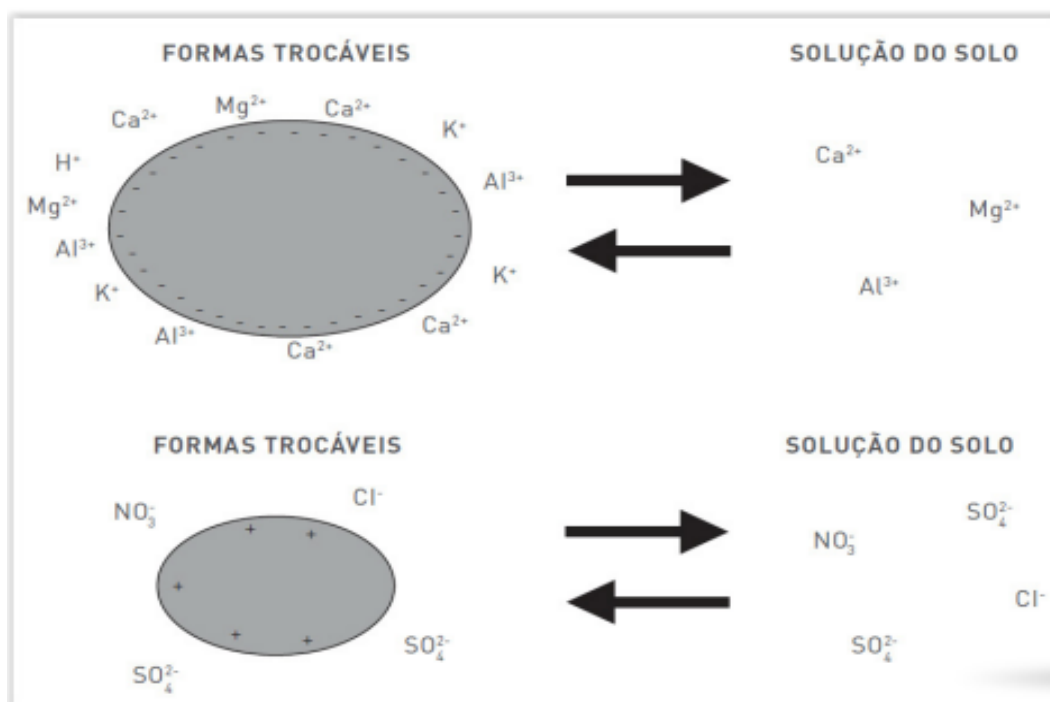 FORMAS TROCÁVEIS
SOLUÇÃO DO SOLO
Ca²⁺
Mg²⁺
Ca²⁺
K⁺
H⁺
Al³⁺
Mg²⁺
Al³⁺
K⁺
K⁺
Al³⁺
Ca²⁺
Ca²⁺
Ca²⁺
Mg²⁺
Al³⁺
FORMAS TROCÁVEIS
SOLUÇÃO DO SOLO
NO₃⁻
Cl⁻
SO₄²⁻
SO₄²⁻
NO₃⁻
SO₄²⁻
Cl⁻
SO₄²⁻